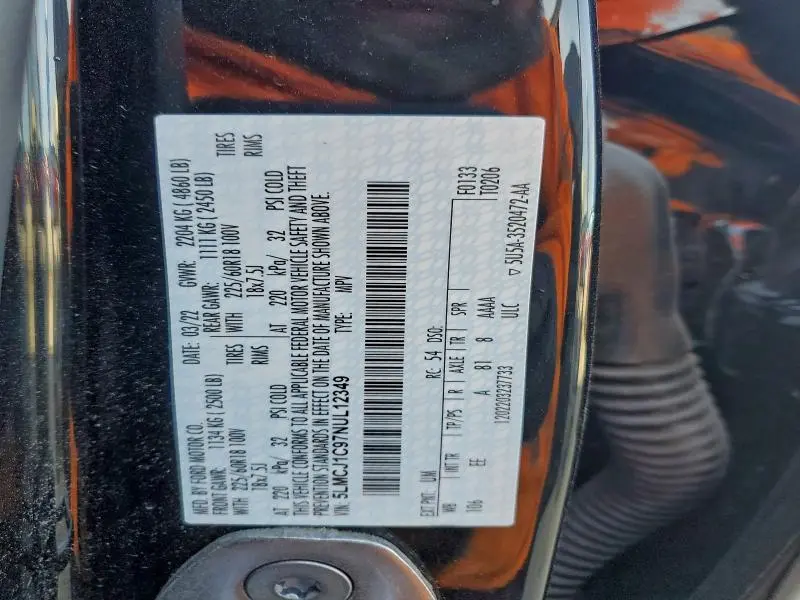 MFD. BY FORD MOTOR CO.
DATE: 03/22 GVWR: 2204 KG ( 4860 LB)
FRONT GAWR: 1134 KG ( 2500 LB) REAR GAWR: 1111 KG ( 2450 LB)
WITH 225/60R18 100V TIRES WITH 225/60R18 100V TIRES
18x7.5J RIMS 18x7.5J RIMS
AT 220 kPa/ 32 PSI COLD AT 220 kPa/ 32 PSI COLD
THIS VEHICLE CONFORMS TO ALL APPLICABLE FEDERAL MOTOR VEHICLE SAFETY AND THEFT
PREVENTION STANDARDS IN EFFECT ON THE DATE OF MANUFACTURE SHOWN ABOVE.
VIN: 5LMCJ1C97NUL12349 TYPE: MPV
F0133
T0206
EXT PNT: UM RC: 54 DSO:
WB INT TR TP/PS R AXLE TR SPR
106 EE A 81 8 AAAA
1202203237733 ULC ▽ 5U5A-3520472-AA